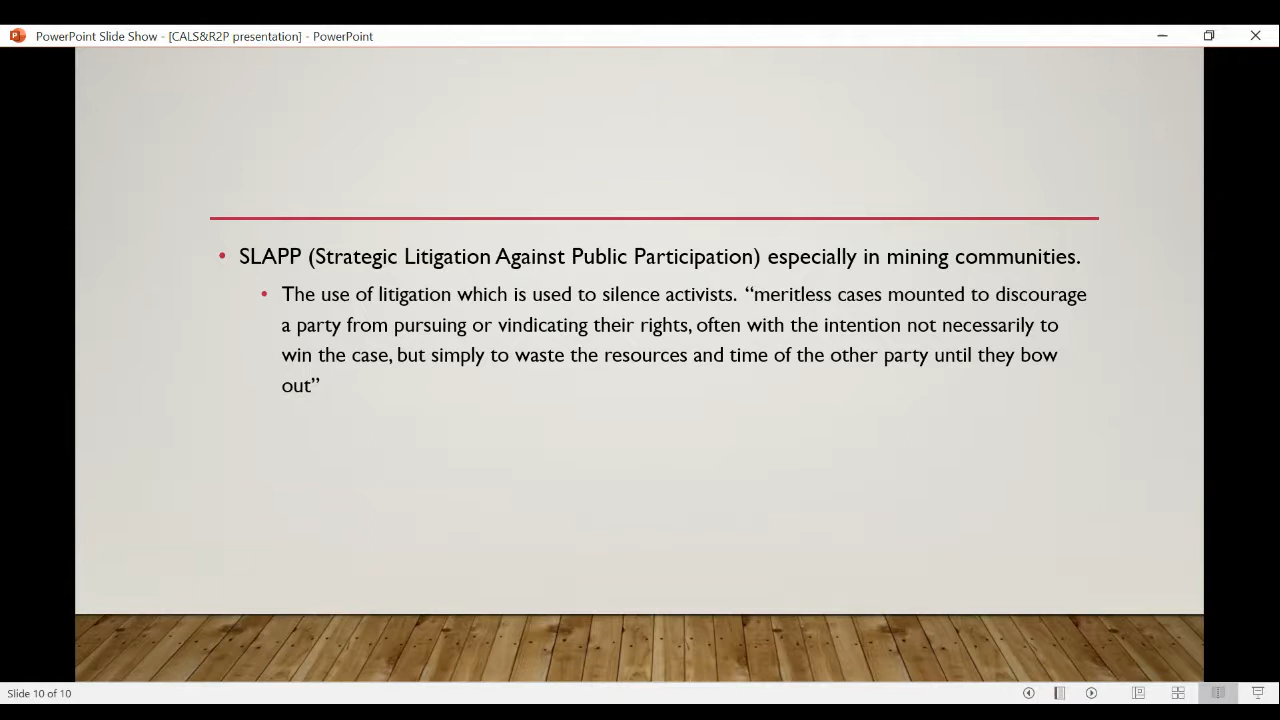 PowerPoint Slide Show - [CALS&R2P presentation] - PowerPoint
• SLAPP (Strategic Litigation Against Public Participation) especially in mining communities.
• The use of litigation which is used to silence activists. “meritless cases mounted to discourage
a party from pursuing or vindicating their rights, often with the intention not necessarily to
win the case, but simply to waste the resources and time of the other party until they bow
out”
Slide 10 of 10